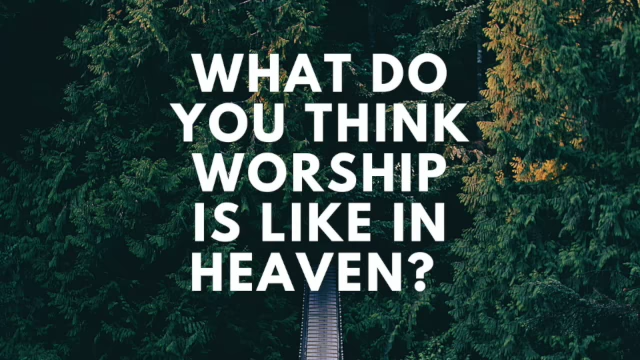 WHAT DO
YOU THINK
WORSHIP
IS LIKE IN
HEAVEN?